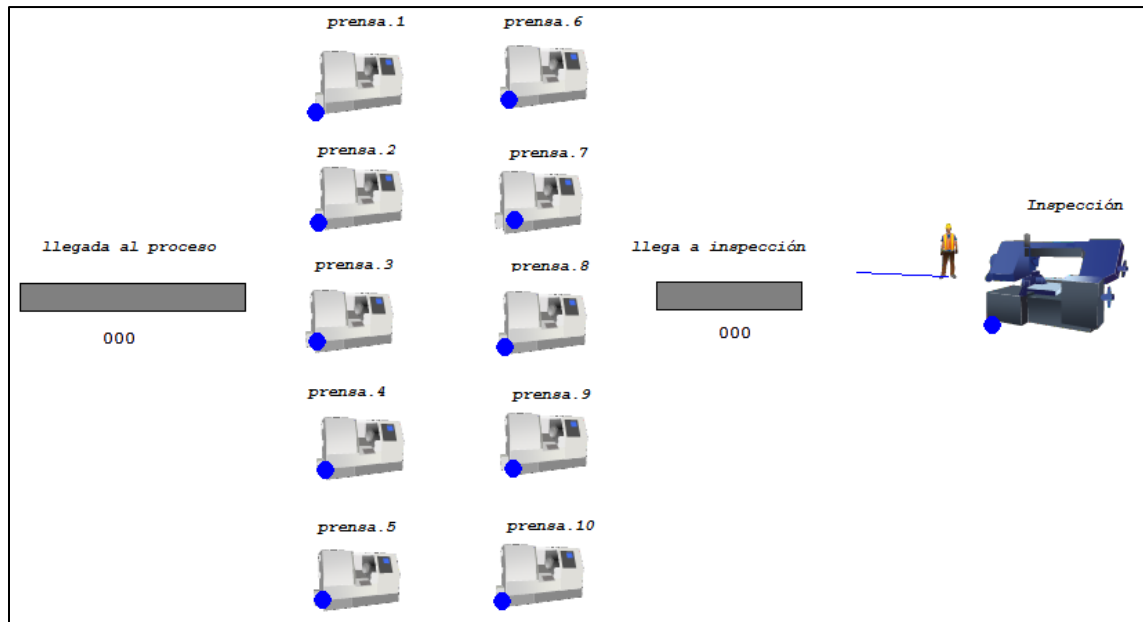 prensa.1
prensa.6
prensa.2
prensa.7
llegada al proceso
000
prensa.3
prensa.8
llega a inspección
000
Inspección
prensa.4
prensa.9
prensa.5
prensa.10